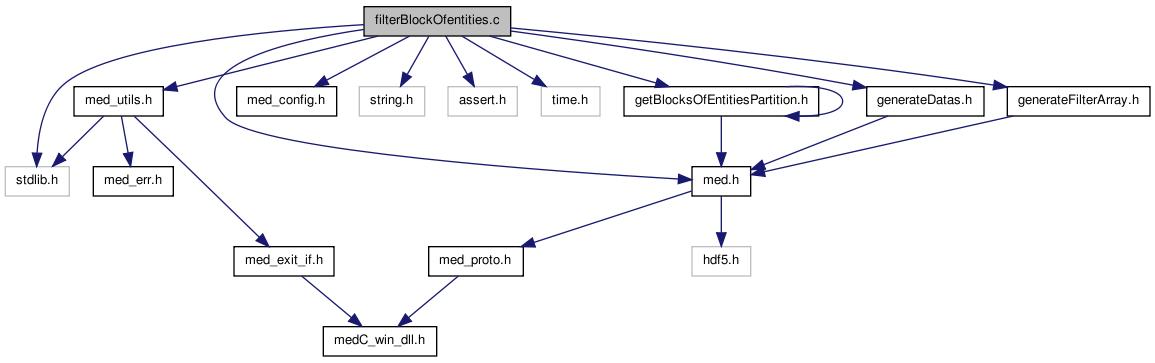 filterBlockOfentities.c
med_utils.h
med_config.h
string.h
assert.h
time.h
getBlocksOfEntitiesPartition.h
generateDatas.h
generateFilterArray.h
stdlib.h
med_err.h
med.h
med_exit_if.h
med_proto.h
hdf5.h
medC_win_dll.h